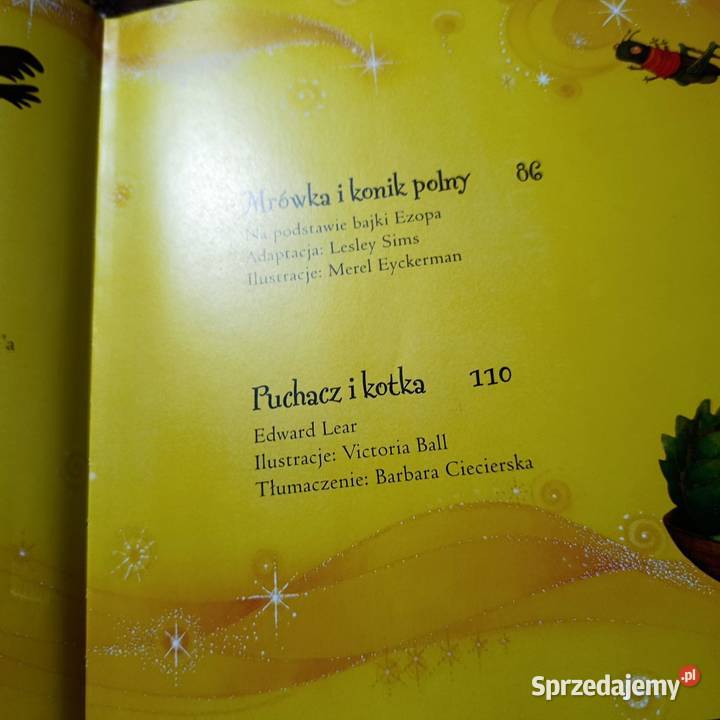 Mrówka i konik polny 86
Na podstawie bajki Ezopa
Adaptacja: Lesley Sims
Ilustracje: Merel Eyckerman
'a
Puchacz i kotka 110
Edward Lear
Ilustracje: Victoria Ball
Tłumaczenie: Barbara Ciecierska
Sprzedajemy.pl